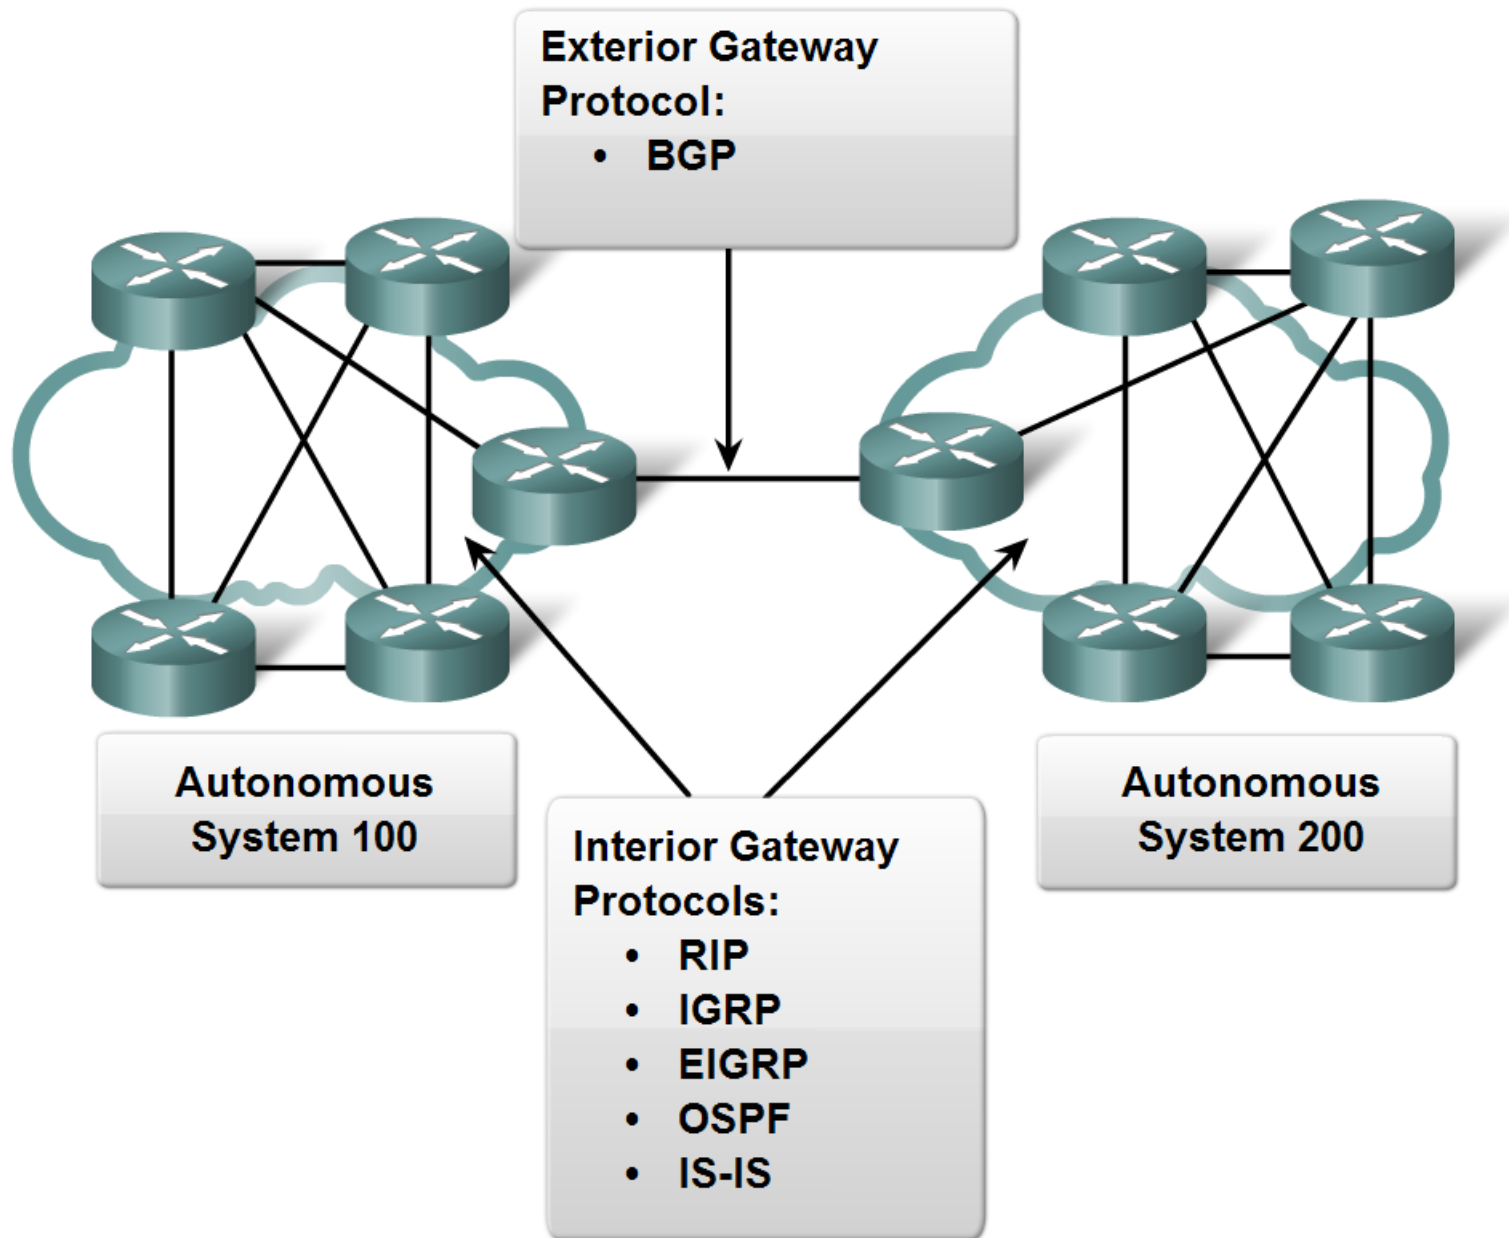 Exterior Gateway
Protocol:
• BGP
Autonomous
System 100
Autonomous
System 200
Interior Gateway
Protocols:
• RIP
• IGRP
• EIGRP
• OSPF
• IS-IS